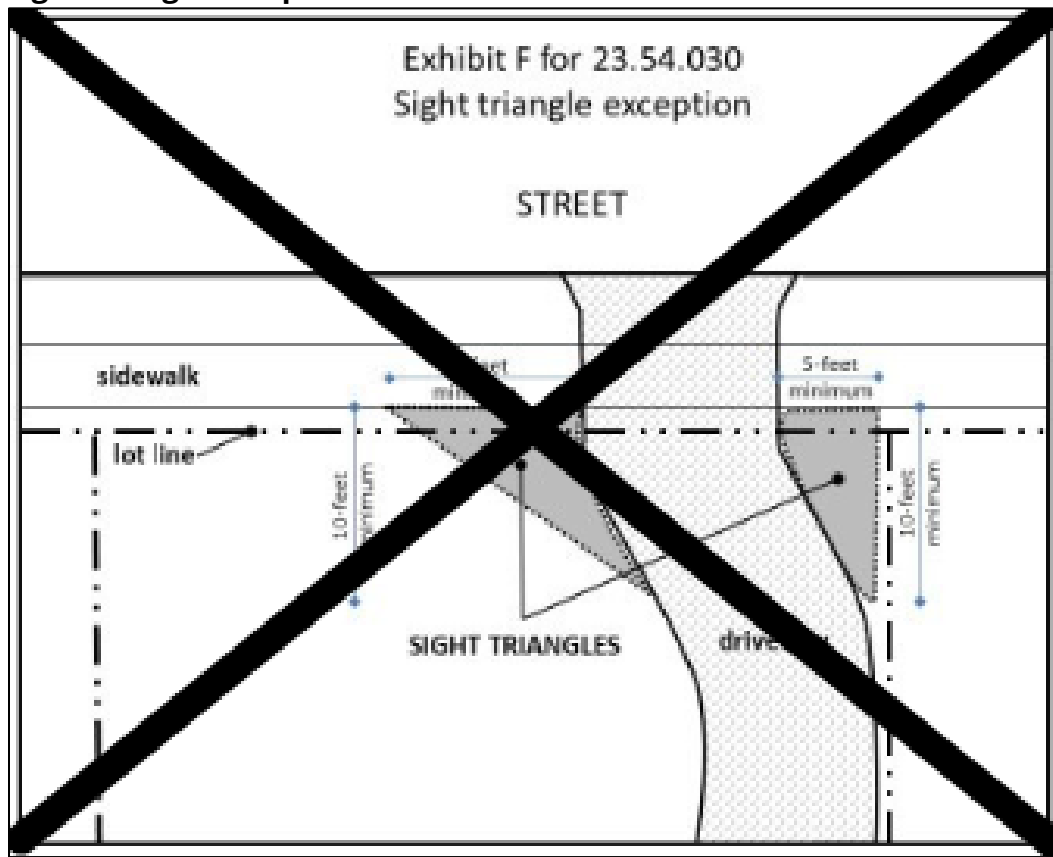 Exhibit F for 23.54.030
Sight triangle exception
STREET
5-feet
minimum
sidewalk
lot line
10-feet
minimum
10-feet
minimum
SIGHT TRIANGLES